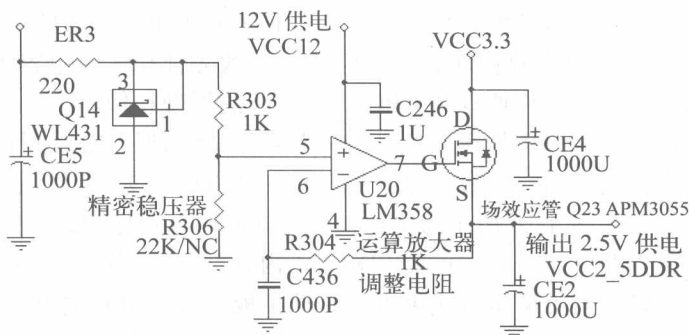 ER3
12V 供电
VCC12
VCC3.3
220
3
Q14
1
WL431
2
R303
1K
C246
1U
D
CE5
1000P
5
7
G
CE4
1000U
6
U20
LM358
S
精密稳压器
R306
22K/NC
4
场效应管 Q23 APM3055
R304
运算放大器
1K
调整电阻
输出 2.5V 供电
VCC2_5DDR
C436
1000P
CE2
1000U